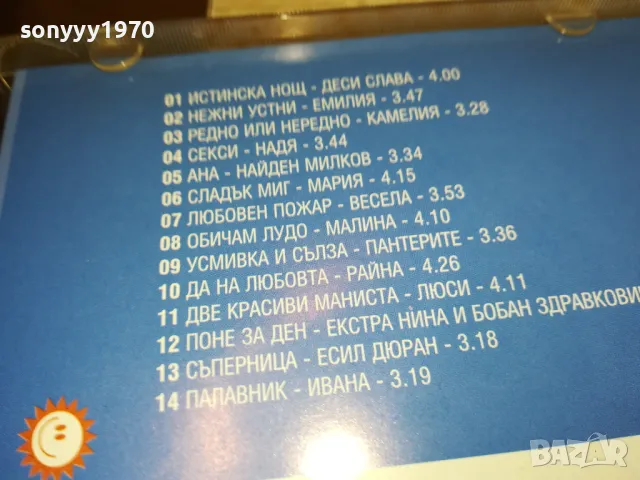 sonyyy1970
01 ИСТИНСКА НОЩ - ДЕСИ СЛАВА - 4.00
02 НЕЖНИ УСТНИ - ЕМИЛИЯ - 3.47
03 РЕДНО ИЛИ НЕРЕДНО - КАМЕЛИЯ - 3.28
04 СЕКСИ - НАДЯ - 3.44
05 АНА - НАЙДЕН МИЛКОВ - 3.34
06 СЛАДЪК МИГ - МАРИЯ - 4.15
07 ЛЮБОВЕН ПОЖАР - ВЕСЕЛА - 3.53
08 ОБИЧАМ ЛУДО - МАЛИНА - 4.10
09 УСМИВКА И СЪЛЗА - ПАНТЕРИТЕ - 3.36
10 ДА НА ЛЮБОВТА - РАЙНА - 4.26
11 ДВЕ КРАСИВИ МАНИСТА - ЛЮСИ - 4.11
12 ПОНЕ ЗА ДЕН - ЕКСТРА НИНА И БОБАН ЗДРАВКОВИ
13 СЪПЕРНИЦА - ЕСИЛ ДЮРАН - 3.18
14 ПАЛАВНИК - ИВАНА - 3.19
BAZAR